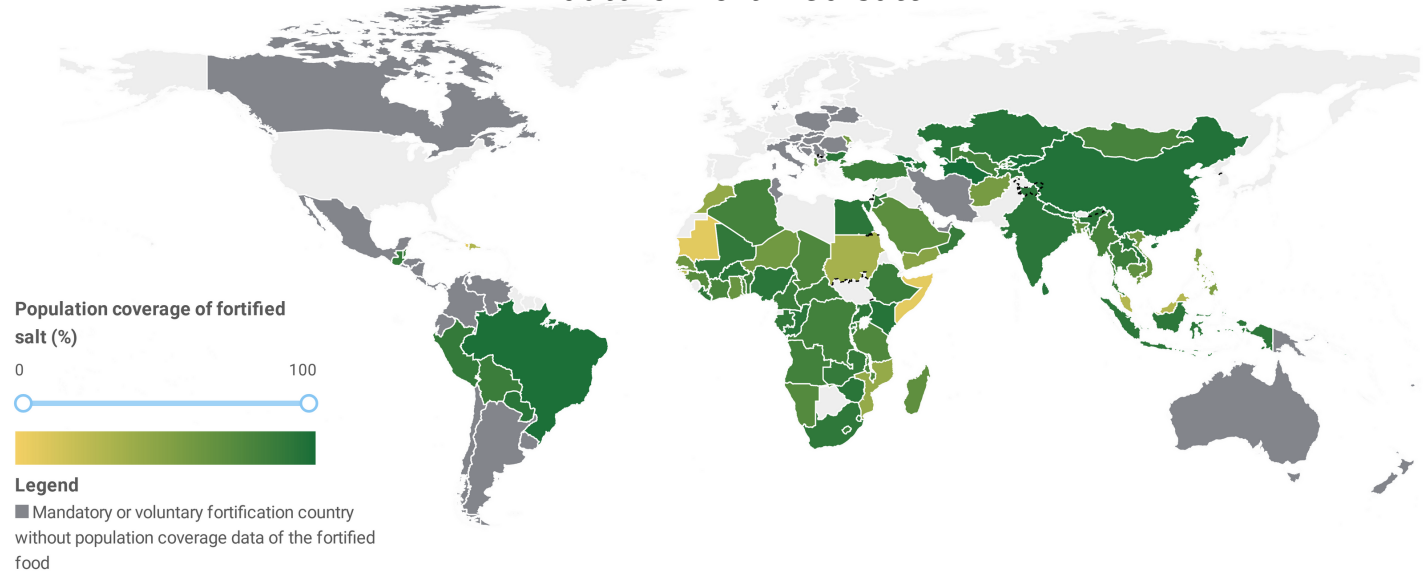 Population coverage of fortified
salt (%)
0 100
Legend
Mandatory or voluntary fortification country
without population coverage data of the fortified
food